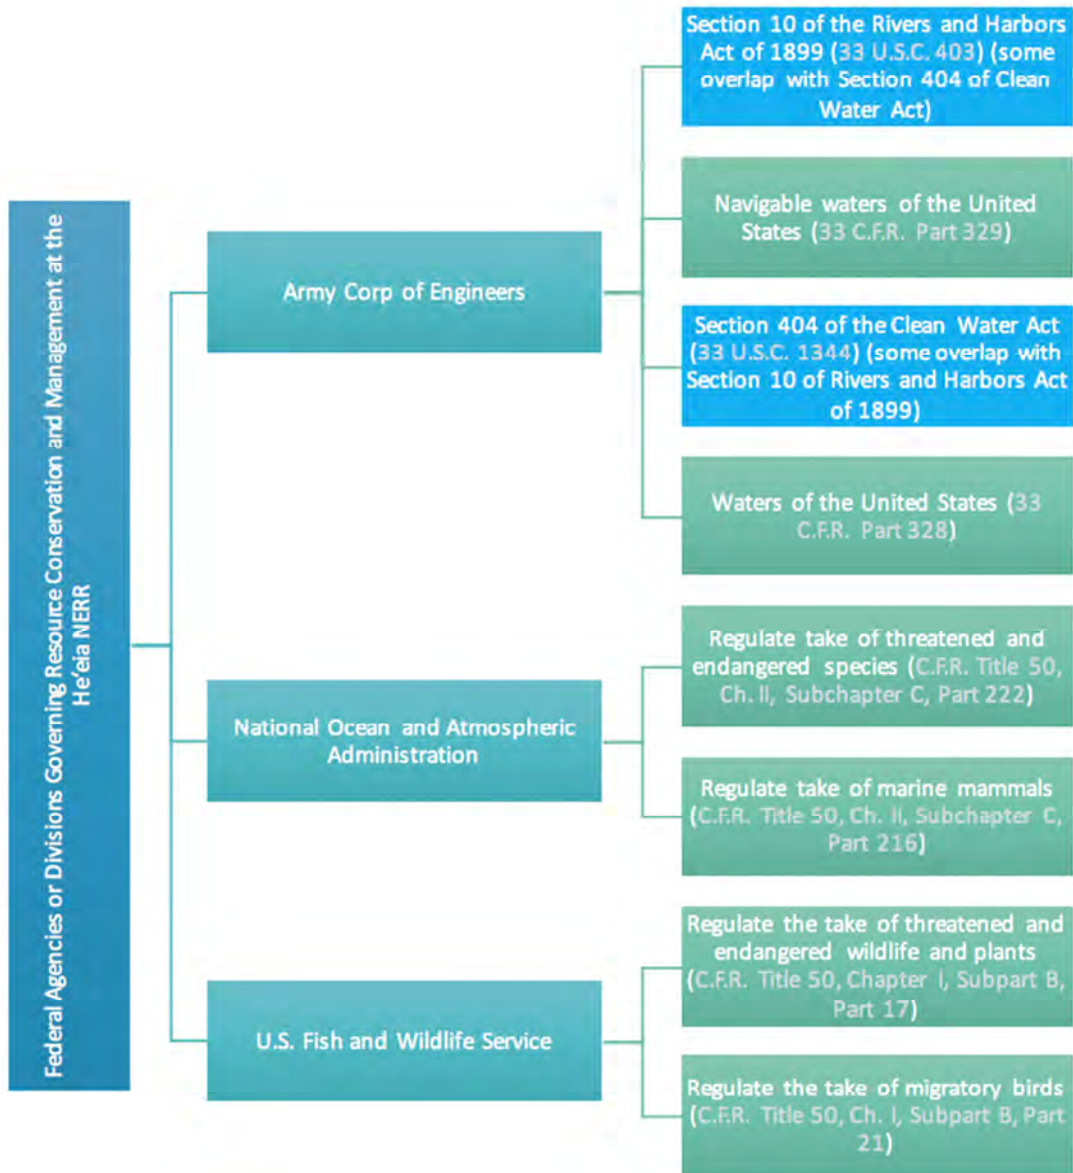 Federal Agencies or Divisions Governing Resource Conservation and Management at the
He'eia NERR
Army Corp of Engineers
Section 10 of the Rivers and Harbors
Act of 1899 (33 U.S.C. 403) (some
overlap with Section 404 of Clean
Water Act)
Navigable waters of the United
States (33 C.F.R. Part 329)
Section 404 of the Clean Water Act
(33 U.S.C. 1344) (some overlap with
Section 10 of Rivers and Harbors Act
of 1899)
Waters of the United States (33
C.F.R. Part 328)
National Ocean and Atmospheric
Administration
Regulate take of threatened and
endangered species (C.F.R. Title 50,
Ch. II, Subchapter C, Part 222)
Regulate take of marine mammals
(C.F.R. Title 50, Ch. II, Subchapter C,
Part 216)
U.S. Fish and Wildlife Service
Regulate the take of threatened and
endangered wildlife and plants
(C.F.R. Title 50, Chapter I, Subpart B,
Part 17)
Regulate the take of migratory birds
(C.F.R. Title 50, Ch. I, Subpart B, Part
21)